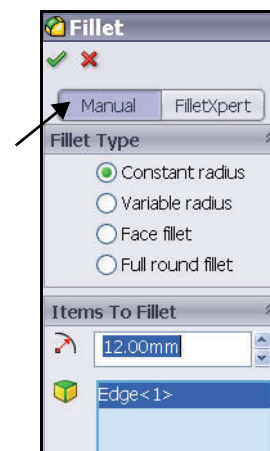 Fillet
Manual FilletXpert
Fillet Type
Constant radius
Variable radius
Face fillet
Full round fillet
Items To Fillet
12.00mm
Edge<1>